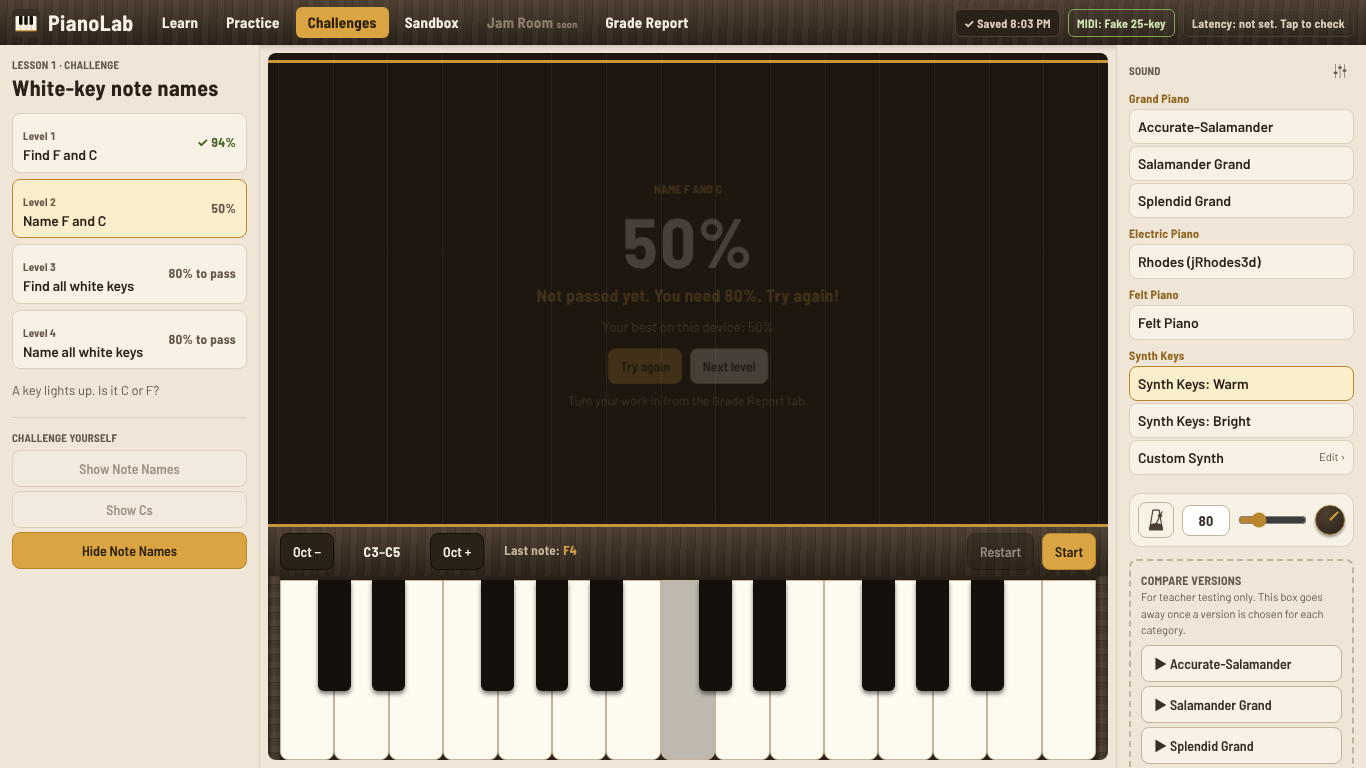 PianoLab
Learn
Practice
Challenges
Sandbox
Jam Room soon
Grade Report
✓ Saved 8:03 PM
MIDI: Fake 25-key
Latency: not set. Tap to check
LESSON 1 · CHALLENGE
White-key note names
Level 1
Find F and C
✓ 94%
Level 2
Name F and C
50%
Level 3
Find all white keys
80% to pass
Level 4
Name all white keys
80% to pass
A key lights up. Is it C or F?
CHALLENGE YOURSELF
Show Note Names
Show Cs
Hide Note Names
NAME F AND C
50%
Not passed yet. You need 80%. Try again!
Your best on this device: 50%
Try again
Next level
Turn your work in from the Grade Report tab.
Oct –
C3–C5
Oct +
Last note: F4
Restart
Start
SOUND
Grand Piano
Accurate-Salamander
Salamander Grand
Splendid Grand
Electric Piano
Rhodes (jRhodes3d)
Felt Piano
Felt Piano
Synth Keys
Synth Keys: Warm
Synth Keys: Bright
Custom Synth
Edit ›
80
COMPARE VERSIONS
For teacher testing only. This box goes
away once a version is chosen for each
category.
▶ Accurate-Salamander
▶ Salamander Grand
▶ Splendid Grand